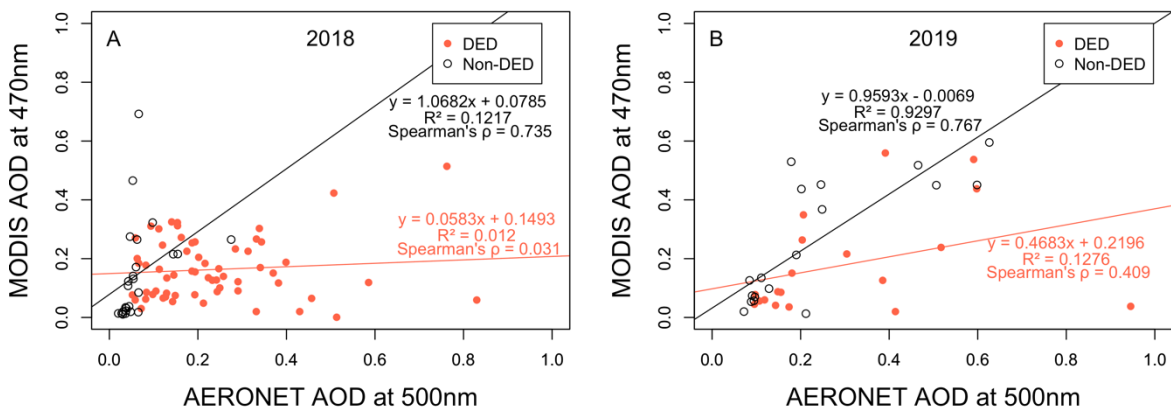 A
2018
DED
Non-DED
y = 1.0682x + 0.0785
R² = 0.1217
Spearman's ρ = 0.735
y = 0.0583x + 0.1493
R² = 0.012
Spearman's ρ = 0.031
MODIS AOD at 470nm
1.0
0.8
0.6
0.4
0.2
0.0
0.0 0.2 0.4 0.6 0.8 1.0
AERONET AOD at 500nm
B
2019
DED
Non-DED
y = 0.9593x - 0.0069
R² = 0.9297
Spearman's ρ = 0.767
y = 0.4683x + 0.2196
R² = 0.1276
Spearman's ρ = 0.409
MODIS AOD at 470nm
1.0
0.8
0.6
0.4
0.2
0.0
0.0 0.2 0.4 0.6 0.8 1.0
AERONET AOD at 500nm